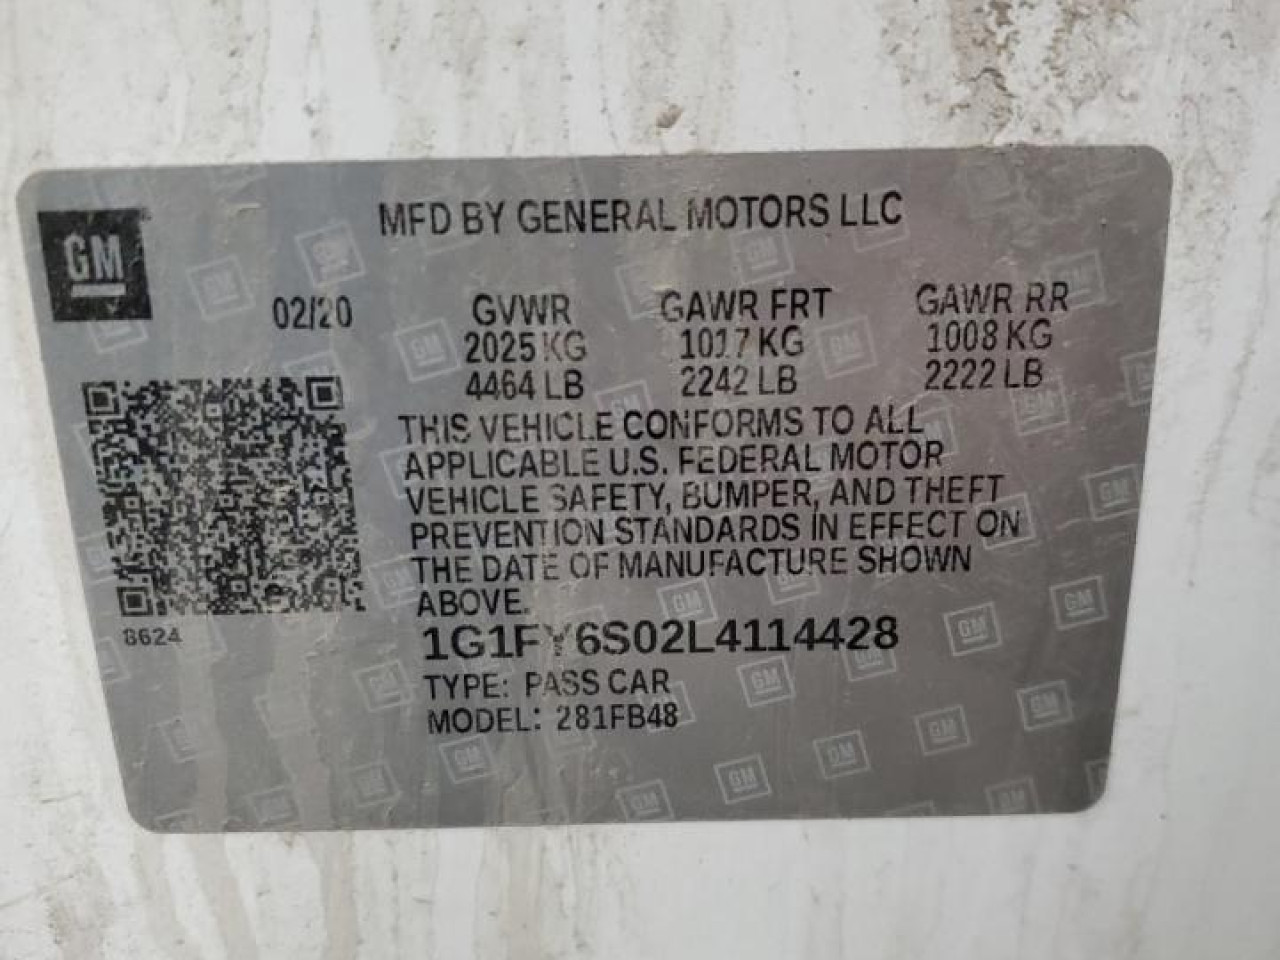 MFD BY GENERAL MOTORS LLC
GM
02/20 GVWR GAWR FRT GAWR RR
2025 KG 1017 KG 1008 KG
4464 LB 2242 LB 2222 LB
THIS VEHICLE CONFORMS TO ALL
APPLICABLE U.S. FEDERAL MOTOR
VEHICLE SAFETY, BUMPER, AND THEFT
PREVENTION STANDARDS IN EFFECT ON
THE DATE OF MANUFACTURE SHOWN
ABOVE.
8624
1G1FY6S02L4114428
TYPE: PASS CAR
MODEL: 281FB48